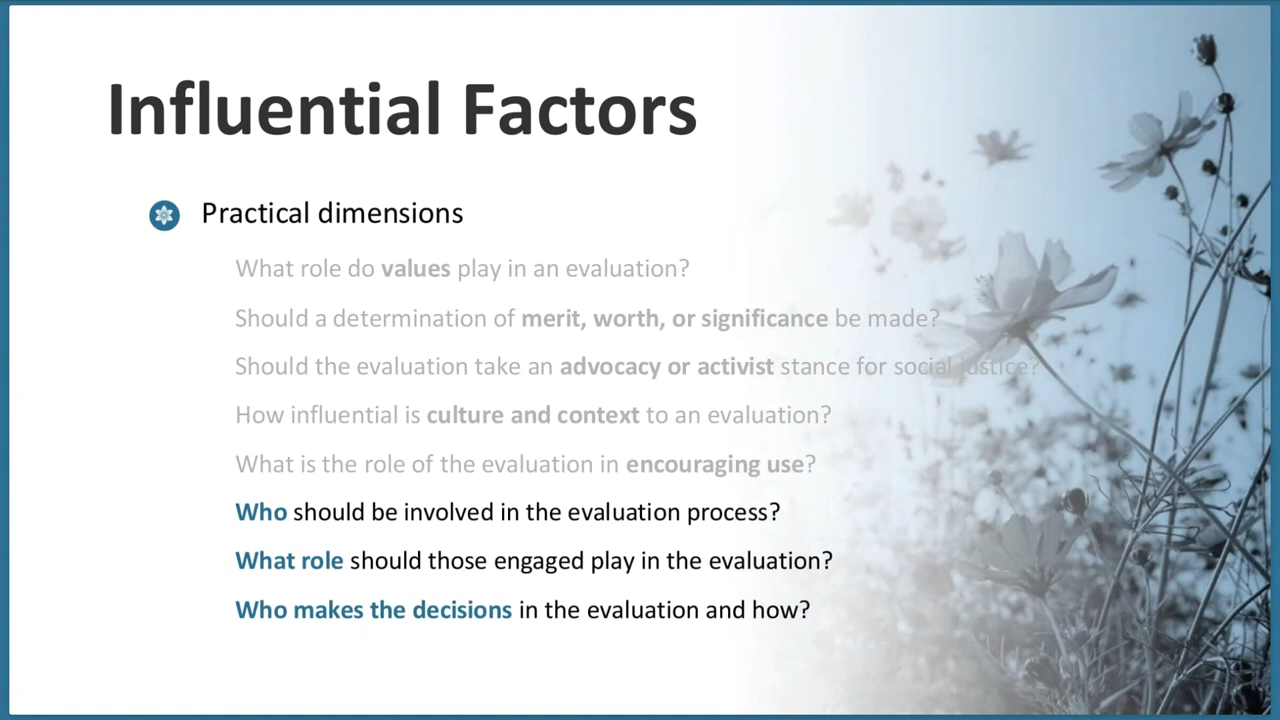 Influential Factors
Practical dimensions
What role do values play in an evaluation?
Should a determination of merit, worth, or significance be made?
Should the evaluation take an advocacy or activist stance for social justice?
How influential is culture and context to an evaluation?
What is the role of the evaluation in encouraging use?
Who should be involved in the evaluation process?
What role should those engaged play in the evaluation?
Who makes the decisions in the evaluation and how?